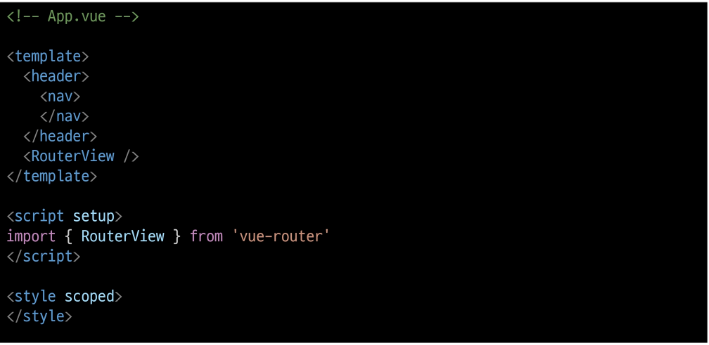 <!-- App.vue -->
<template>
<header>
<nav>
</nav>
</header>
<RouterView />
</template>
<script setup>
import { RouterView } from 'vue-router'
</script>
<style scoped>
</style>